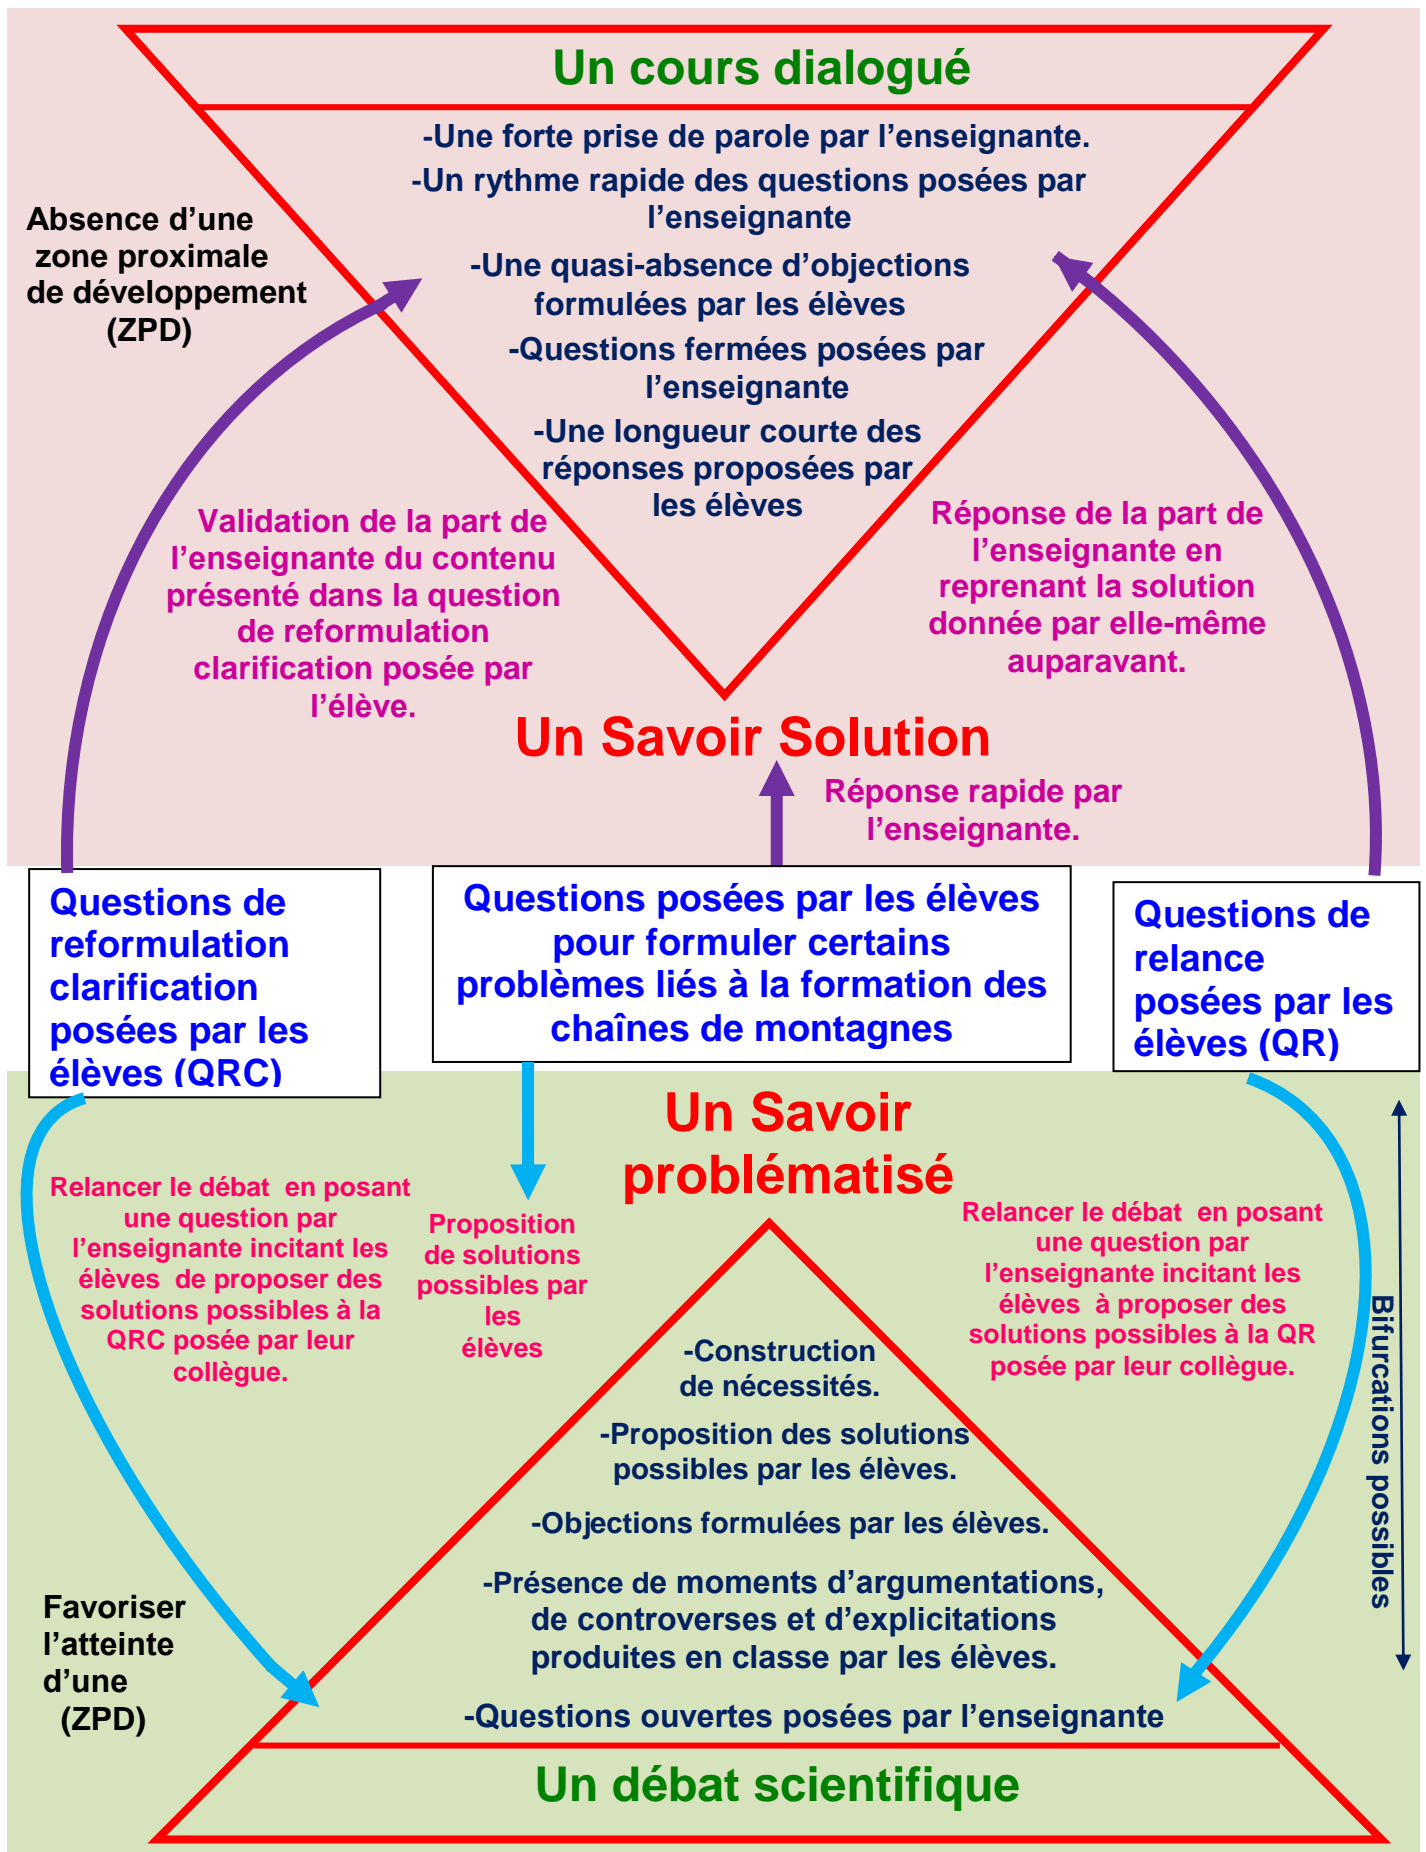 Un cours dialogué
-Une forte prise de parole par l’enseignante.
-Un rythme rapide des questions posées par
l’enseignante
-Une quasi-absence d’objections
formulées par les élèves
-Questions fermées posées par
l’enseignante
-Une longueur courte des
réponses proposées par
les élèves
Absence d’une
zone proximale
de développement
(ZPD)
Validation de la part de
l’enseignante du contenu
présenté dans la question
de reformulation
clarification posée par
l’élève.
Réponse de la part de
l’enseignante en
reprenant la solution
donnée par elle-même
auparavant.
Un Savoir Solution
Réponse rapide par
l’enseignante.
Questions de
reformulation
clarification
posées par les
élèves (QRC)
Questions posées par les élèves
pour formuler certains
problèmes liés à la formation des
chaînes de montagnes
Questions de
relance
posées par les
élèves (QR)
Un Savoir
problématisé
Relancer le débat  en posant
une question par
l’enseignante incitant les
élèves  de proposer des
solutions possibles à la
QRC posée par leur
collègue.
Proposition
de solutions
possibles par
les
élèves
Relancer le débat  en posant
une question par
l’enseignante incitant les
élèves  à proposer des
solutions possibles à la QR
posée par leur collègue.
Bifurcations possibles
-Construction
de nécessités.
-Proposition des solutions
possibles par les élèves.
-Objections formulées par les élèves.
-Présence de moments d’argumentations,
de controverses et d’explicitations
produites en classe par les élèves.
-Questions ouvertes posées par l’enseignante
Favoriser
l’atteinte
d’une
(ZPD)
Un débat scientifique